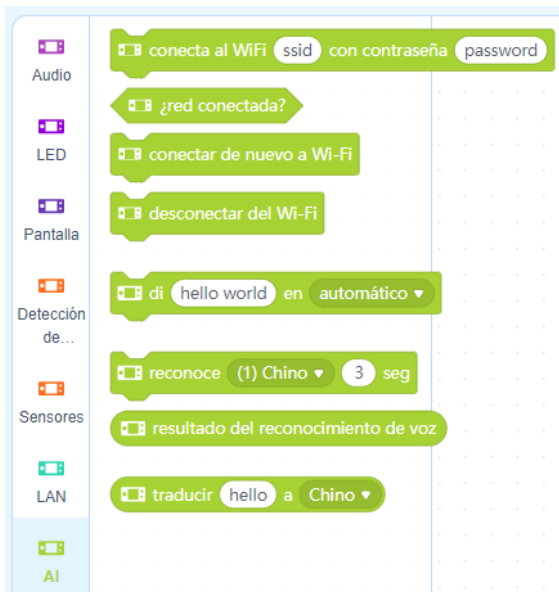 Audio
LED
Pantalla
Detección
de...
Sensores
LAN
AI
conecta al WiFi ssid con contraseña password
¿red conectada?
conectar de nuevo a Wi-Fi
desconectar del Wi-Fi
di hello world en automático
reconoce (1) Chino 3 seg
resultado del reconocimiento de voz
traducir hello a Chino